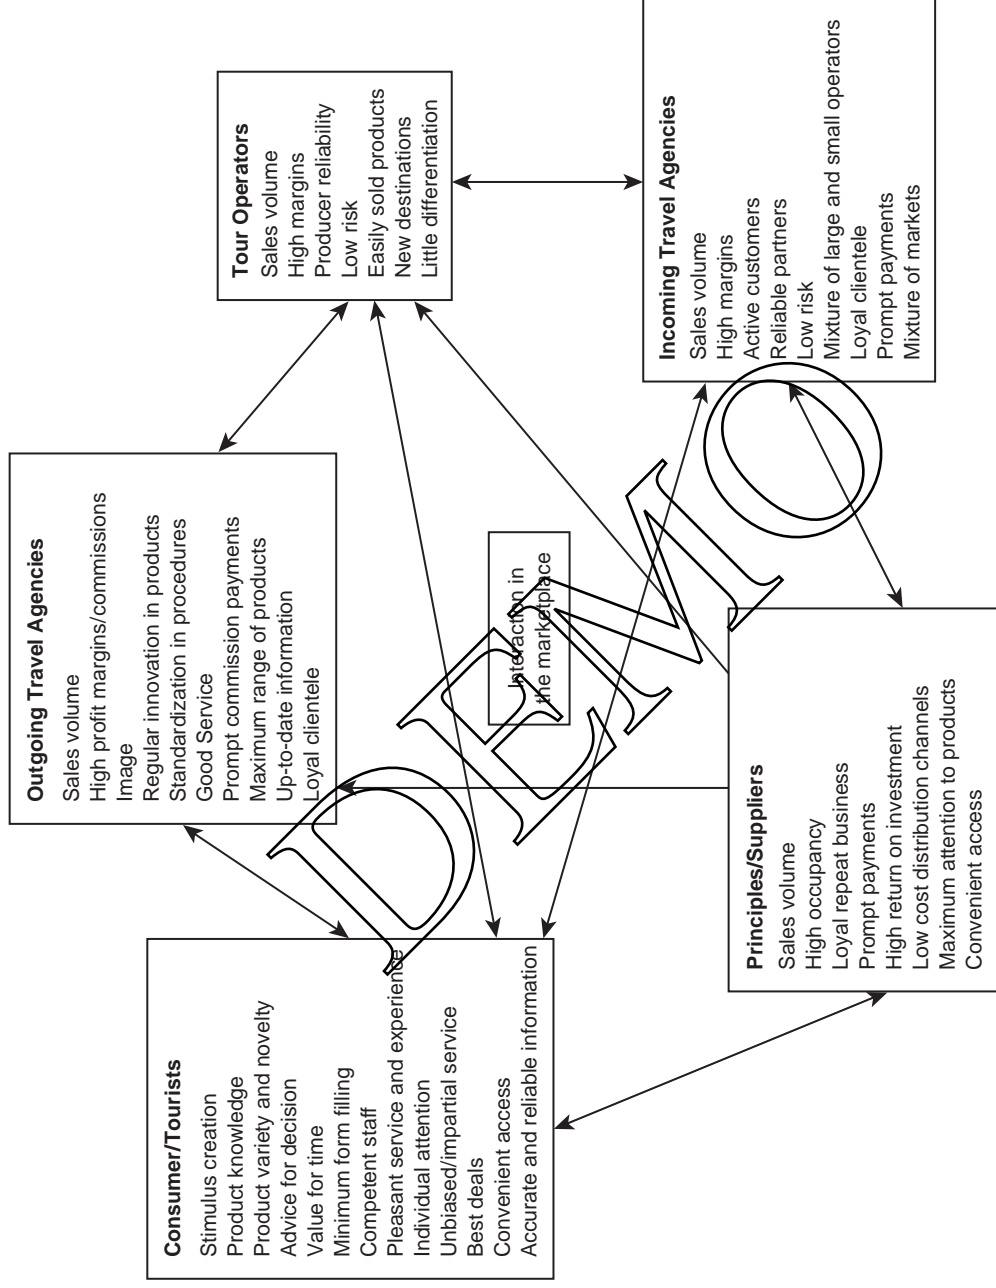 Outgoing Travel Agencies
Sales volume
High profit margins/commissions
Image
Regular innovation in products
Standardization in procedures
Good Service
Prompt commission payments
Maximum range of products
Up-to-date information
Loyal clientele
Consumer/Tourists
Stimulus creation
Product knowledge
Product variety and novelty
Advice for decision
Value for time
Minimum form filling
Competent staff
Pleasant service and experience
Individual attention
Unbiased/impartial service
Best deals
Convenient access
Accurate and reliable information
Tour Operators
Sales volume
High margins
Producer reliability
Low risk
Easily sold products
New destinations
Little differentiation
Interaction in
the marketplace
Principles/Suppliers
Sales volume
High occupancy
Loyal repeat business
Prompt payments
High return on investment
Low cost distribution channels
Maximum attention to products
Convenient access
Incoming Travel Agencies
Sales volume
High margins
Active customers
Reliable partners
Low risk
Mixture of large and small operators
Loyal clientele
Prompt payments
Mixture of markets
DEMO